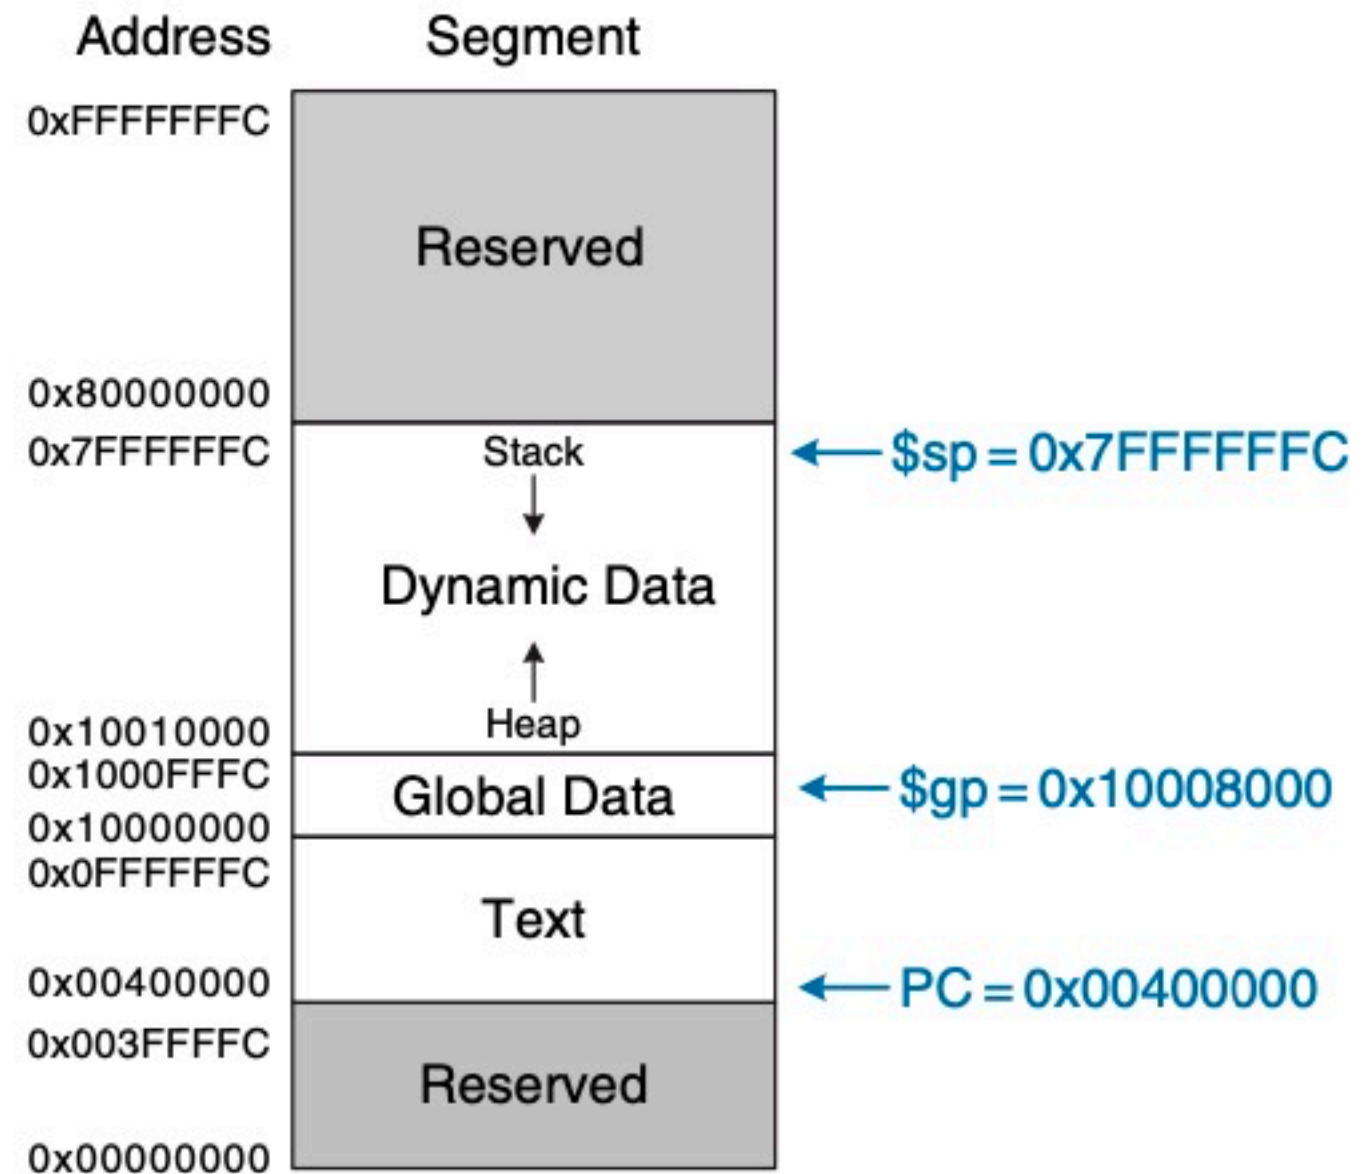 Address Segment
0xFFFFFFFC
Reserved
0x80000000
0x7FFFFFFC Stack $sp = 0x7FFFFFFC
Dynamic Data
0x10010000 Heap
0x1000FFFC
Global Data $gp = 0x10008000
0x10000000
0x0FFFFFFC
Text
0x00400000 PC = 0x00400000
0x003FFFFC
Reserved
0x00000000